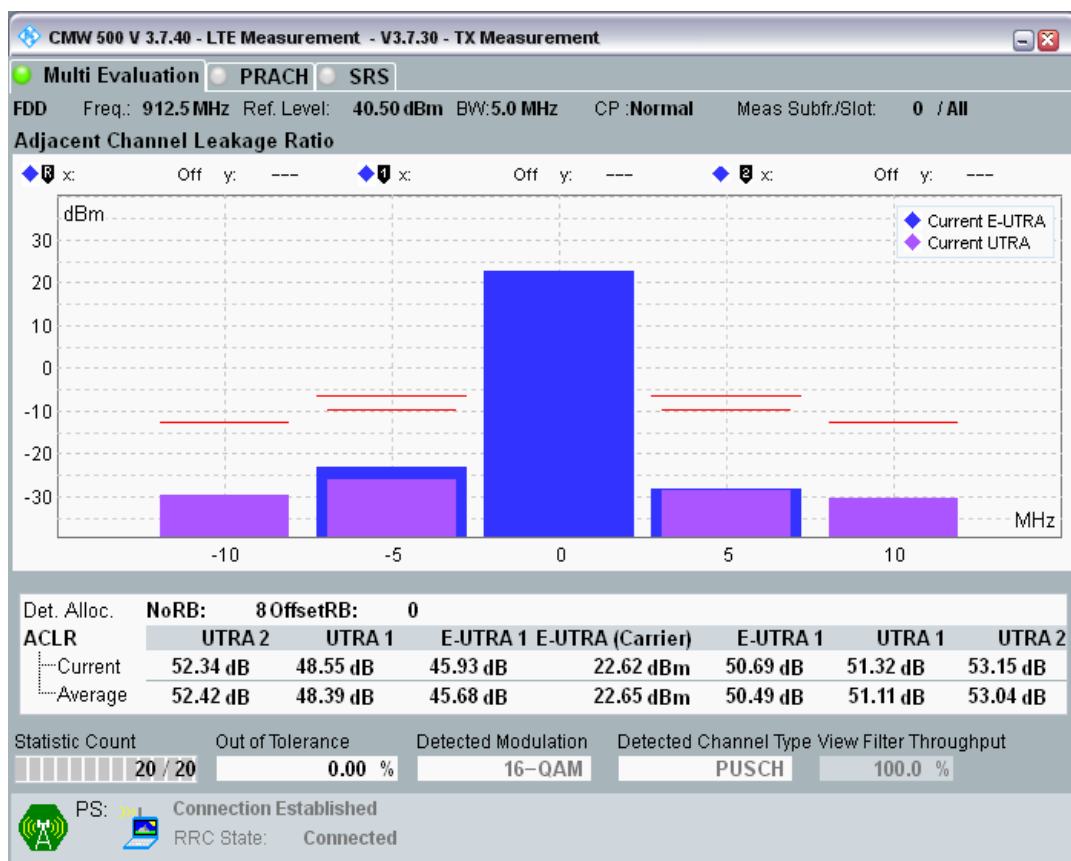 CMW 500 V 3.7.40 - LTE Measurement - V3.7.30 - TX Measurement
Multi Evaluation PRACH SRS
FDD Freq.: 912.5 MHz Ref. Level: 40.50 dBm BW:5.0 MHz CP :Normal Meas Subfr./Slot: 0 / All
Adjacent Channel Leakage Ratio
R x: Off y: --- 1 x: Off y: --- 2 x: Off y: ---
dBm
Current E-UTRA
Current UTRA
30
20
10
0
-10
-20
-30
MHz
-10 -5 0 5 10
Det. Alloc. NoRB: 8 OffsetRB: 0
ACLR UTRA 2 UTRA 1 E-UTRA 1 E-UTRA (Carrier) E-UTRA 1 UTRA 1 UTRA 2
Current 52.34 dB 48.55 dB 45.93 dB 22.62 dBm 50.69 dB 51.32 dB 53.15 dB
Average 52.42 dB 48.39 dB 45.68 dB 22.65 dBm 50.49 dB 51.11 dB 53.04 dB
Statistic Count Out of Tolerance Detected Modulation Detected Channel Type View Filter Throughput
20 / 20 0.00 % 16-QAM PUSCH 100.0 %
PS: Connection Established
RRC State: Connected